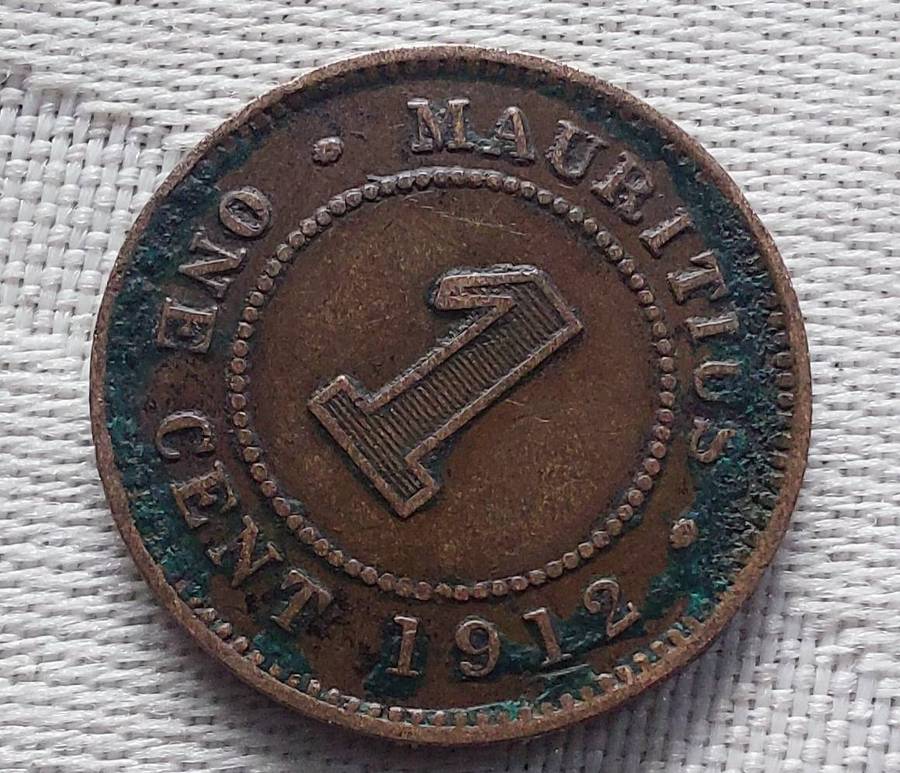 MAURITIUS
1
ONE CENT 1912